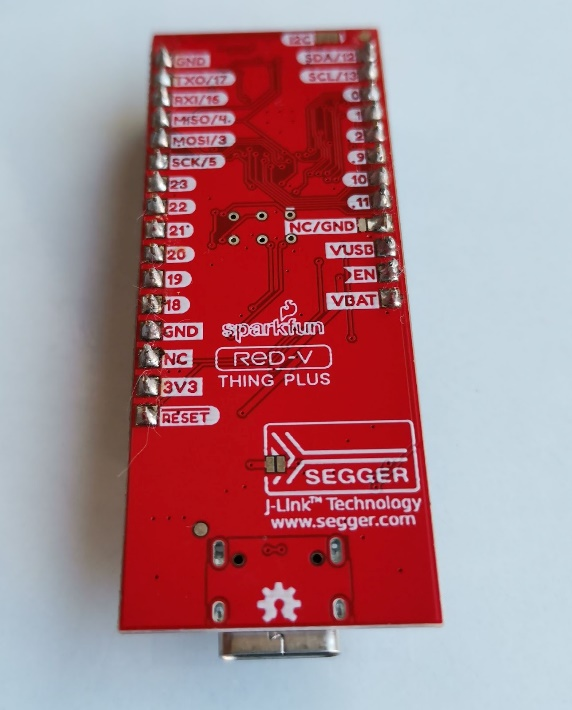 I2C
GND SDA/12
TXO/17 SCL/13
RXI/16 0
MISO/4. 1
MOSI/3 2
SCK/5 .9
23 10
22 .11
21* NC/GND
20 VUSB
19 EN
18 VBAT
GND
NC
3V3
RESET
sparkfun
RED-V
THING PLUS
SEGGER
J-Link™ Technology
www.segger.com